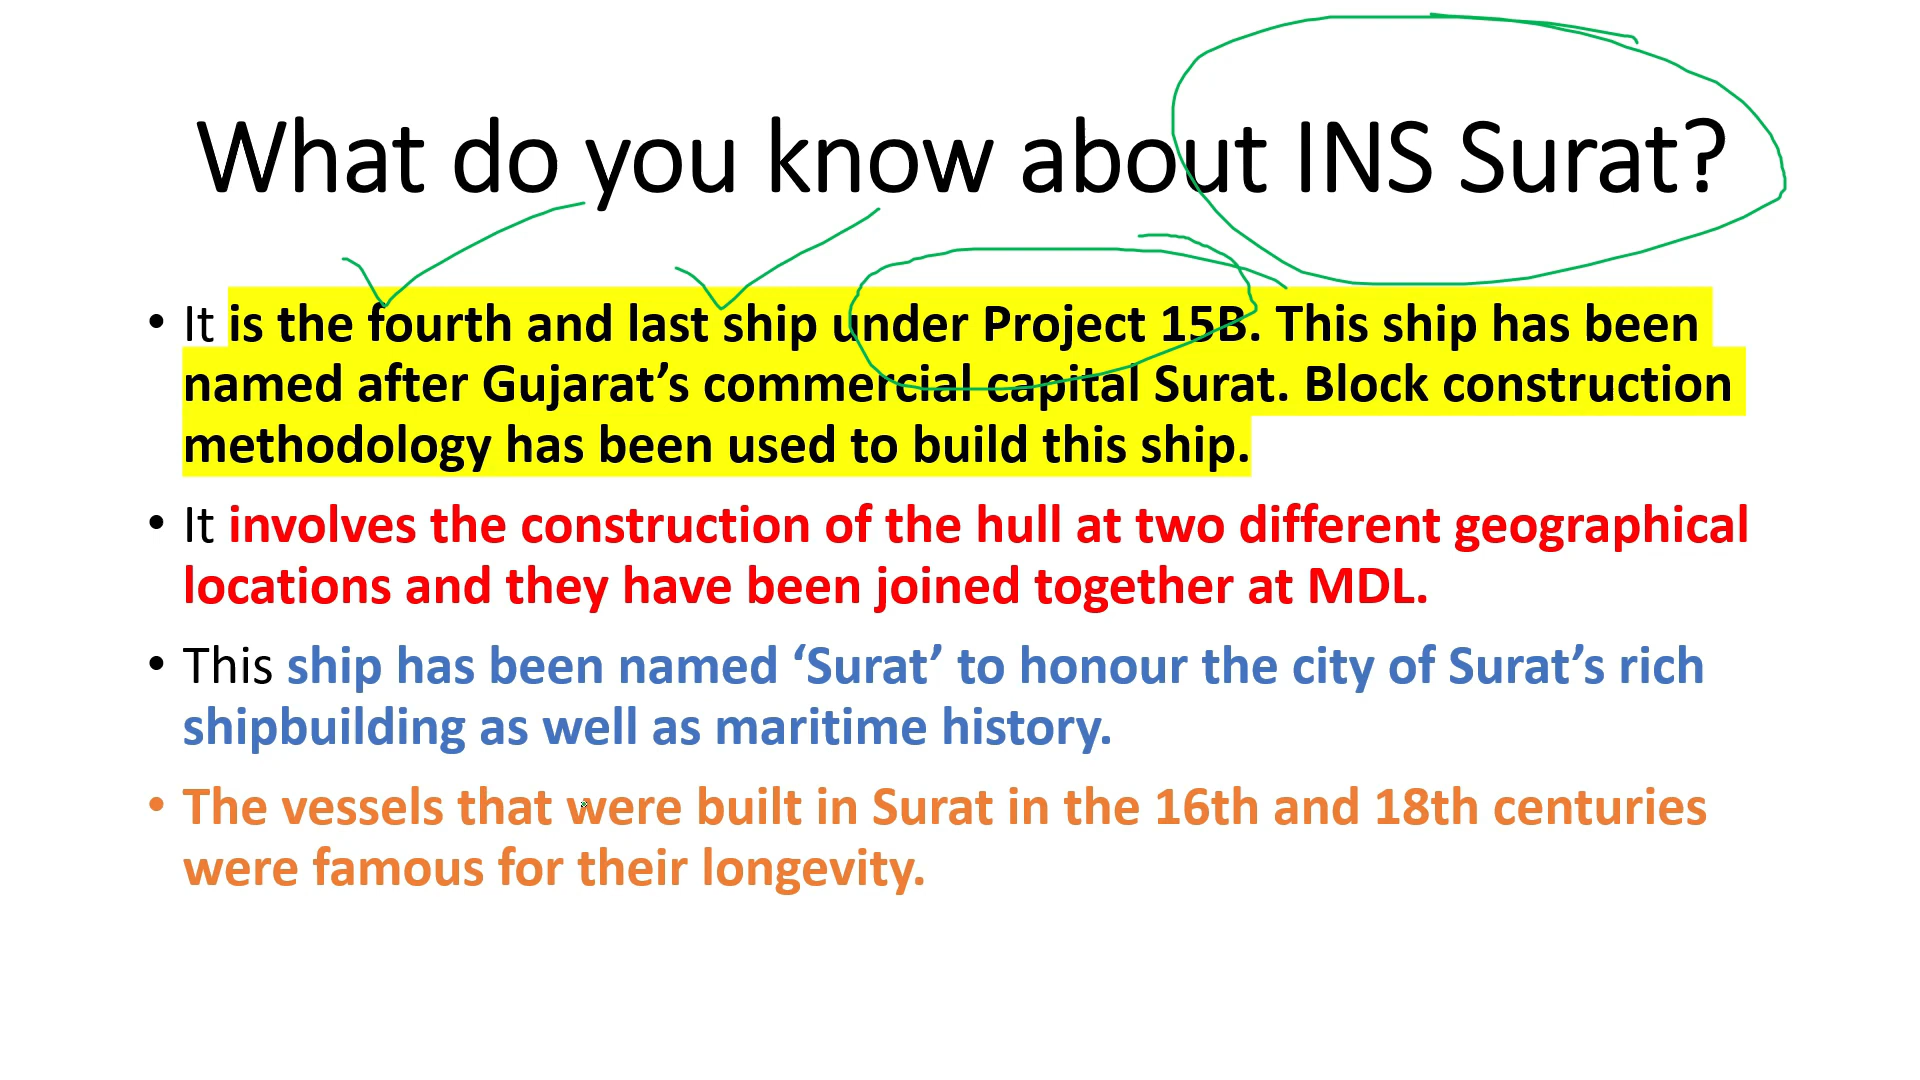 What do you know about INS Surat?
• It is the fourth and last ship under Project 15B. This ship has been
named after Gujarat’s commercial capital Surat. Block construction
methodology has been used to build this ship.
• It involves the construction of the hull at two different geographical
locations and they have been joined together at MDL.
• This ship has been named ‘Surat’ to honour the city of Surat’s rich
shipbuilding as well as maritime history.
• The vessels that were built in Surat in the 16th and 18th centuries
were famous for their longevity.